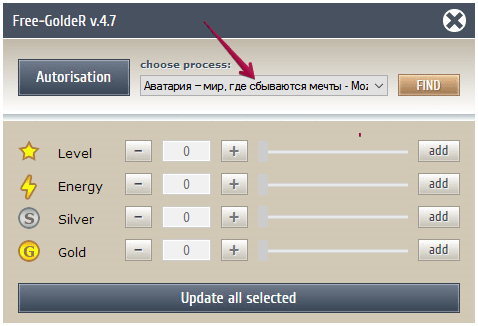 Free-GoldeR v.4.7
choose process:
Autorisation
Аватария – мир, где сбываются мечты - Moz
FIND
Level - 0 + add
Energy - 0 + add
S Silver - 0 + add
G Gold - 0 + add
Update all selected